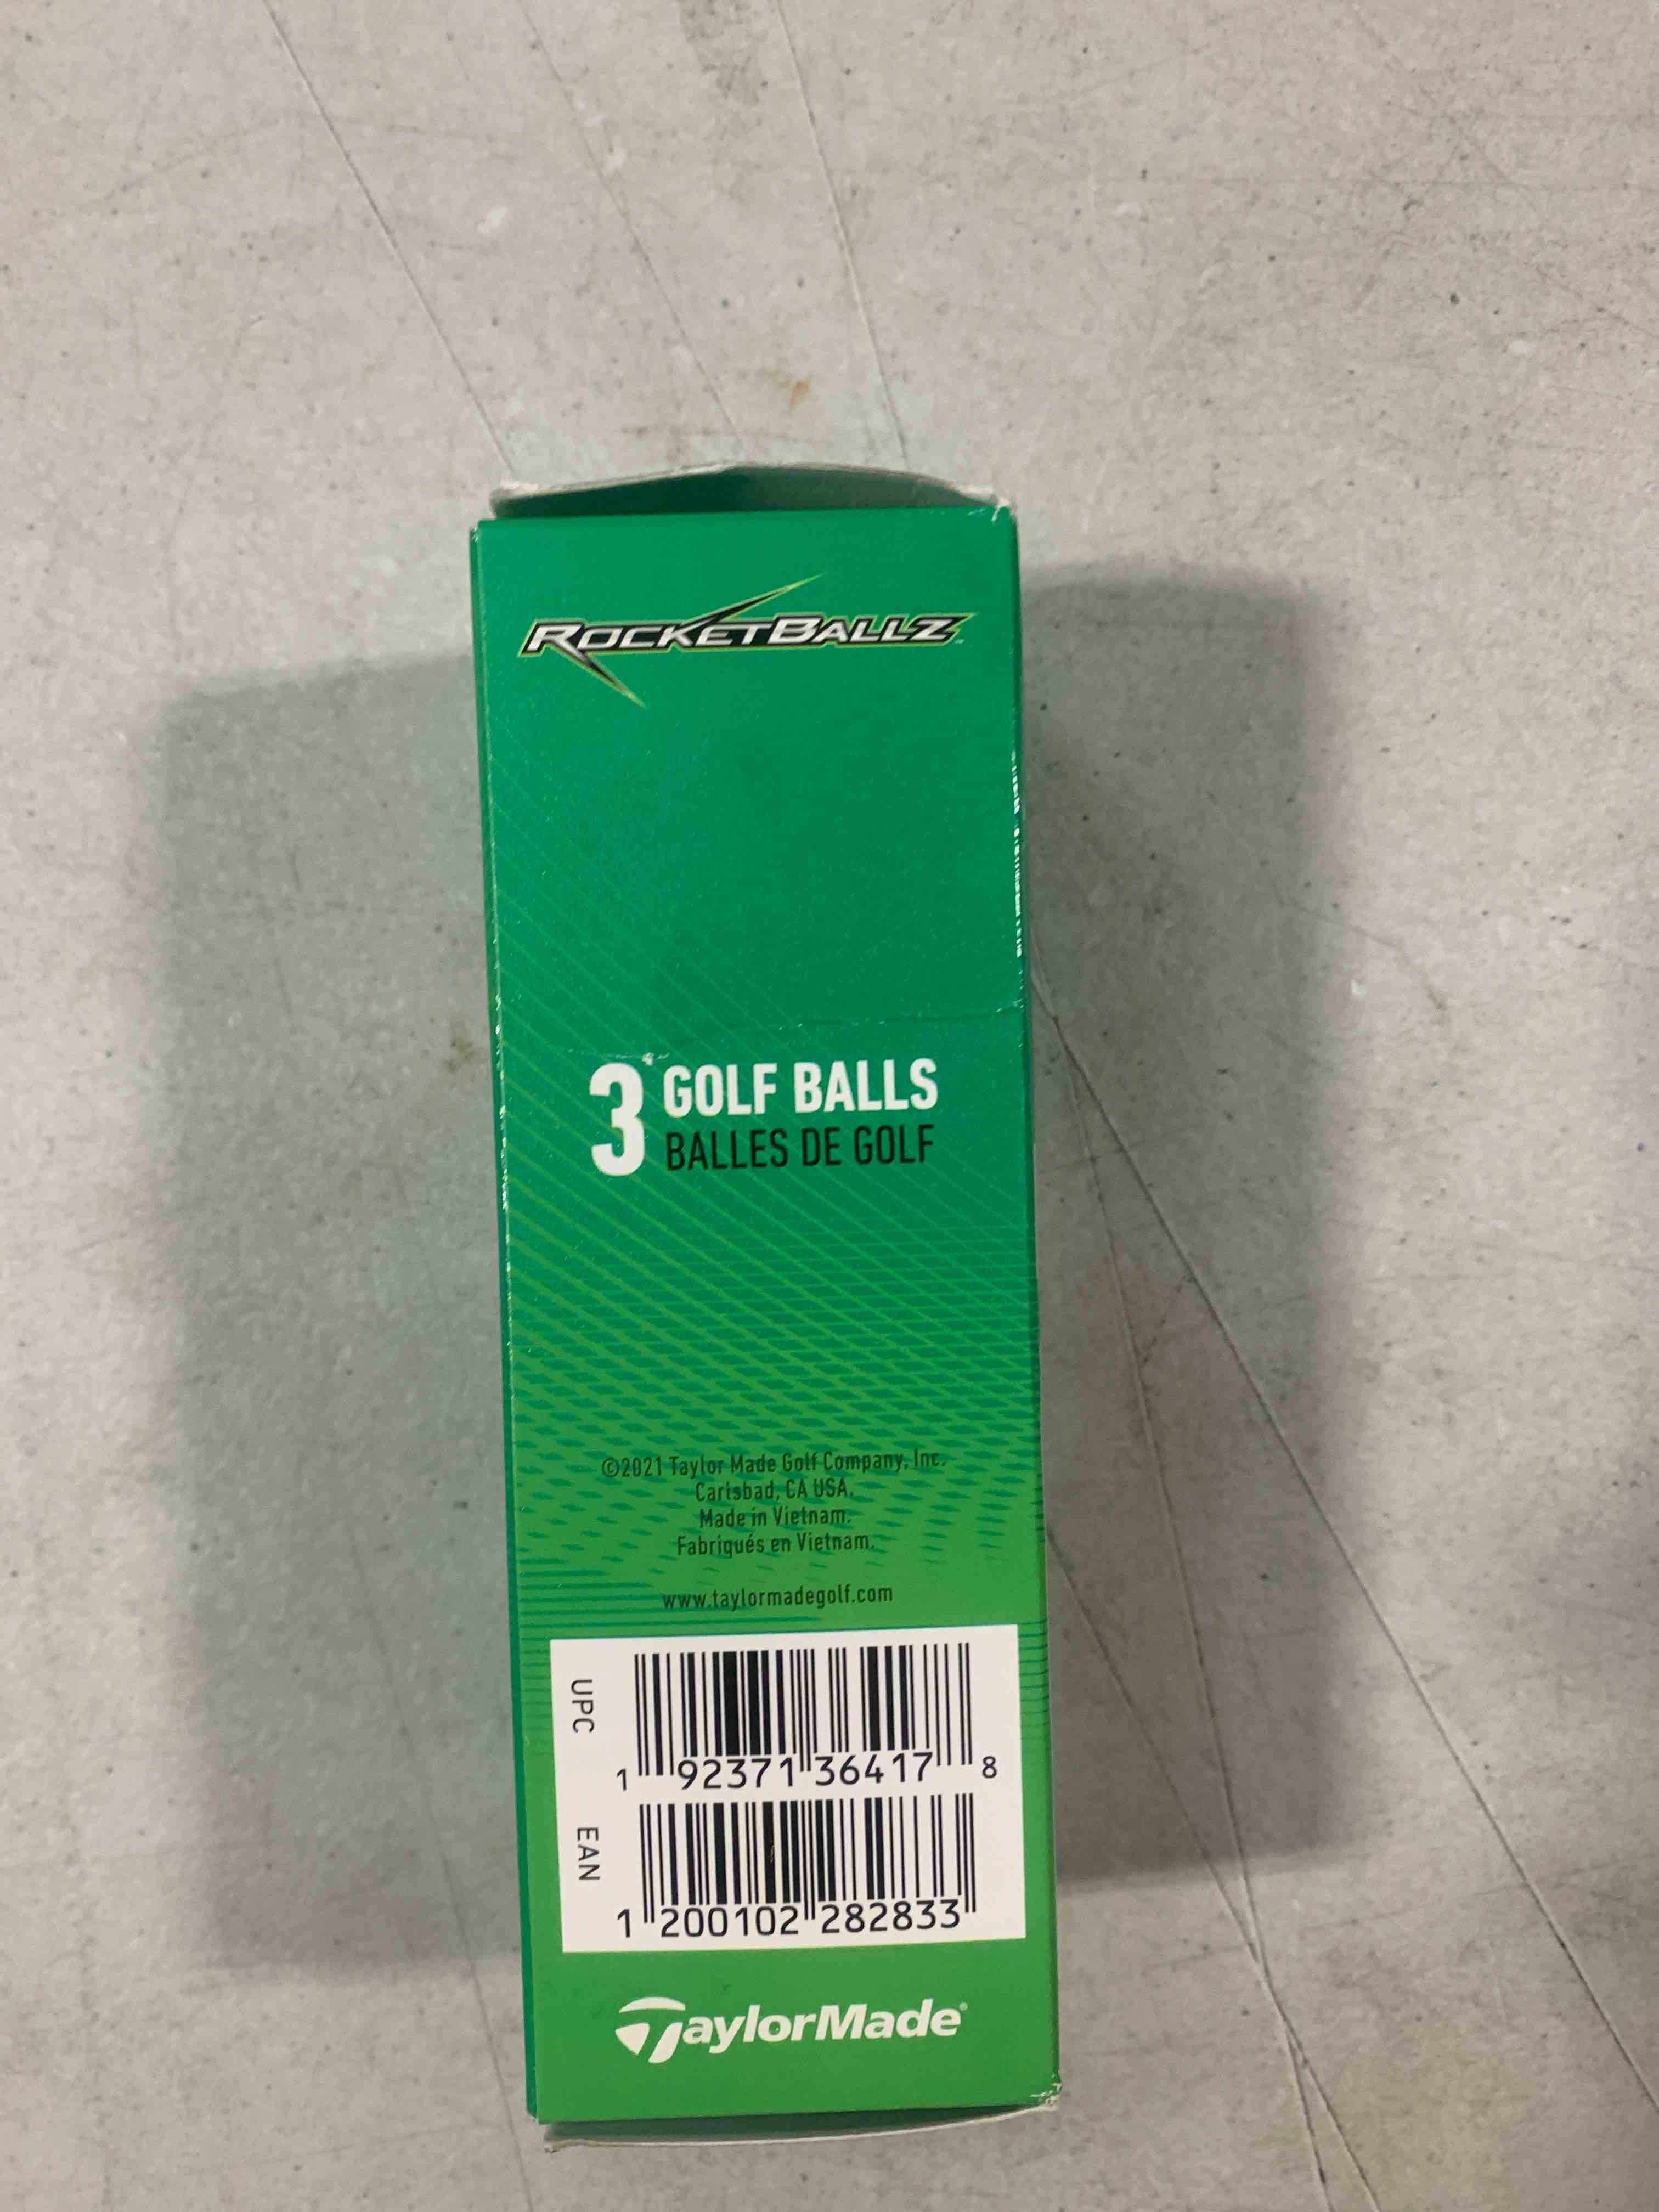 ROCKETBALLZ™
3 GOLF BALLS
BALLES DE GOLF
©2021 Taylor Made Golf Company, Inc.
Carlsbad, CA USA.
Made in Vietnam.
Fabriqués en Vietnam.
www.taylormadegolf.com
UPC
1 92371 36417 8
EAN
1 200102 282833
TaylorMade®